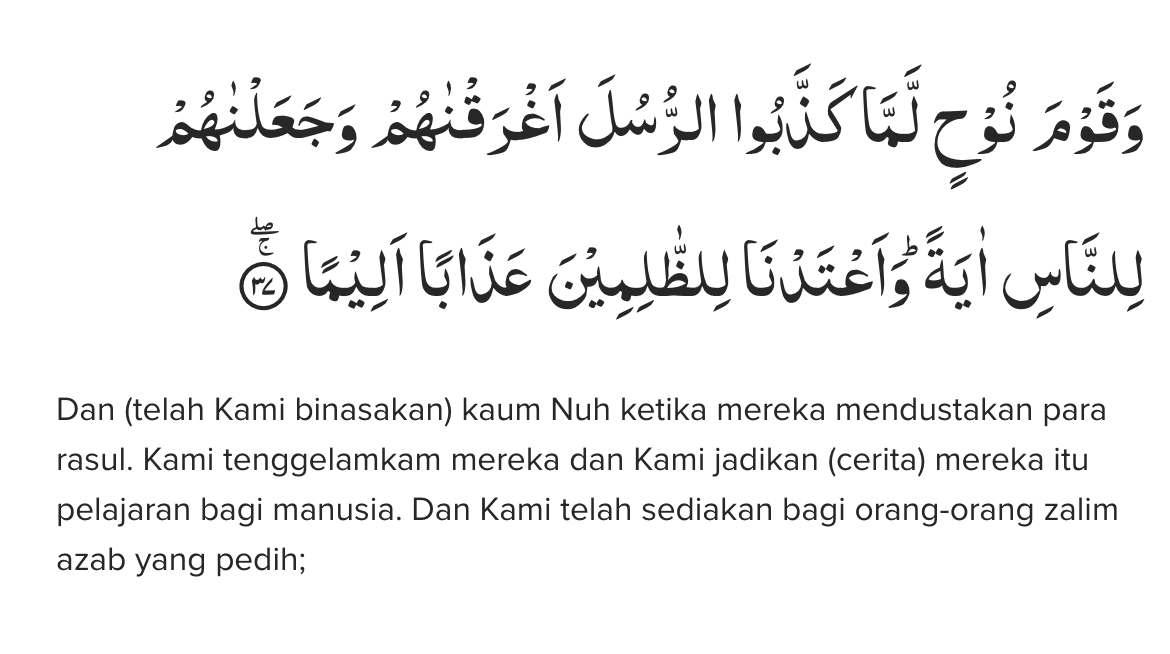 وَقَوْمَ نُوْحٍ لَّمَّا كَذَّبُوا الرُّسُلَ اَغْرَقْنٰهُمْ وَجَعَلْنٰهُمْ
لِلنَّاسِ اٰيَةًۗ وَاَعْتَدْنَا لِلظّٰلِمِيْنَ عَذَابًا اَلِيْمًا ۖۚ ٣٧
Dan (telah Kami binasakan) kaum Nuh ketika mereka mendustakan para
rasul. Kami tenggelamkam mereka dan Kami jadikan (cerita) mereka itu
pelajaran bagi manusia. Dan Kami telah sediakan bagi orang-orang zalim
azab yang pedih;